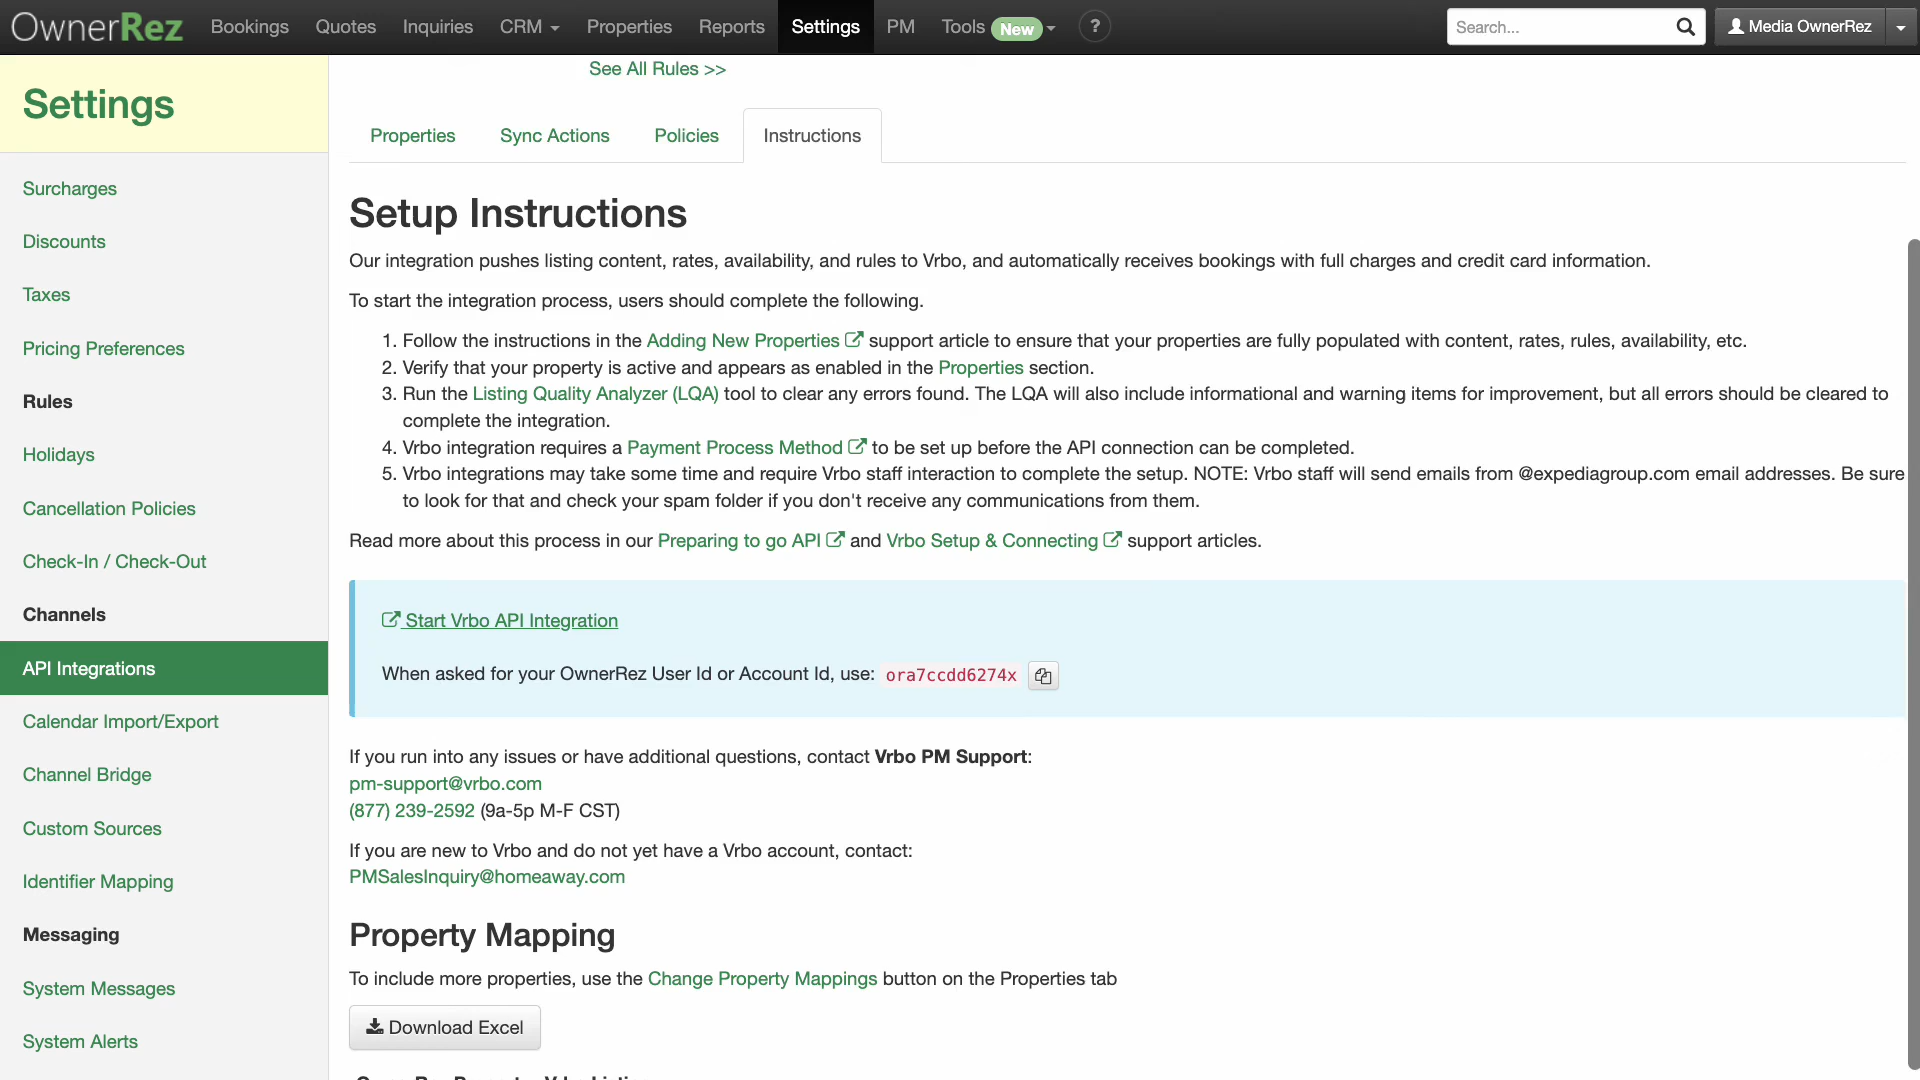 OwnerRez Bookings Quotes Inquiries CRM Properties Reports Settings PM Tools New ? Search... Media OwnerRez
Settings
Surcharges
Discounts
Taxes
Pricing Preferences
Rules
Holidays
Cancellation Policies
Check-In / Check-Out
Channels
API Integrations
Calendar Import/Export
Channel Bridge
Custom Sources
Identifier Mapping
Messaging
System Messages
System Alerts
See All Rules >>
Properties Sync Actions Policies Instructions
Setup Instructions
Our integration pushes listing content, rates, availability, and rules to Vrbo, and automatically receives bookings with full charges and credit card information.
To start the integration process, users should complete the following.
1. Follow the instructions in the Adding New Properties support article to ensure that your properties are fully populated with content, rates, rules, availability, etc.
2. Verify that your property is active and appears as enabled in the Properties section.
3. Run the Listing Quality Analyzer (LQA) tool to clear any errors found. The LQA will also include informational and warning items for improvement, but all errors should be cleared to
complete the integration.
4. Vrbo integration requires a Payment Process Method to be set up before the API connection can be completed.
5. Vrbo integrations may take some time and require Vrbo staff interaction to complete the setup. NOTE: Vrbo staff will send emails from @expediagroup.com email addresses. Be sure
to look for that and check your spam folder if you don't receive any communications from them.
Read more about this process in our Preparing to go API and Vrbo Setup & Connecting support articles.
Start Vrbo API Integration
When asked for your OwnerRez User Id or Account Id, use: ora7ccdd6274x
If you run into any issues or have additional questions, contact Vrbo PM Support:
pm-support@vrbo.com
(877) 239-2592 (9a-5p M-F CST)
If you are new to Vrbo and do not yet have a Vrbo account, contact:
PMSalesInquiry@homeaway.com
Property Mapping
To include more properties, use the Change Property Mappings button on the Properties tab
Download Excel